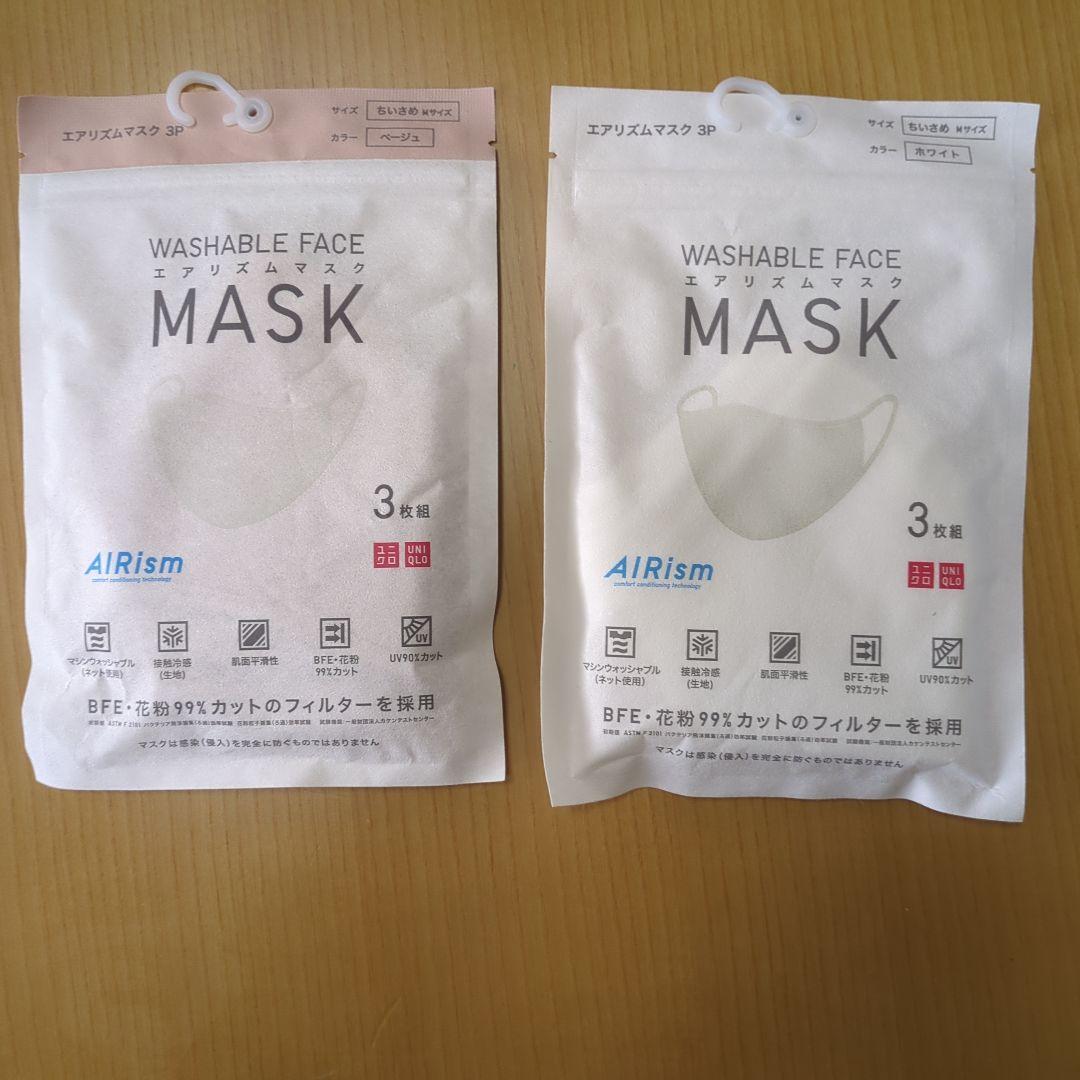 エアリズムマスク 3P
サイズ ちいさめ Mサイズ
カラー ベージュ
WASHABLE FACE
エアリズムマスク
MASK
3枚組
AIRism
comfort conditioning technology
ユニクロ UNIQLO
マシンウォッシャブル
(ネット使用)
接触冷感
(生地)
肌面平滑性
BFE・花粉
99%カット
UV
UV90%カット
BFE・花粉99%カットのフィルターを採用
マスクは感染(侵入)を完全に防ぐものではありません
エアリズムマスク 3P
サイズ ちいさめ Mサイズ
カラー ホワイト
WASHABLE FACE
エアリズムマスク
MASK
3枚組
AIRism
comfort conditioning technology
ユニクロ UNIQLO
マシンウォッシャブル
(ネット使用)
接触冷感
(生地)
肌面平滑性
BFE・花粉
99%カット
UV
UV90%カット
BFE・花粉99%カットのフィルターを採用
マスクは感染(侵入)を完全に防ぐものではありません